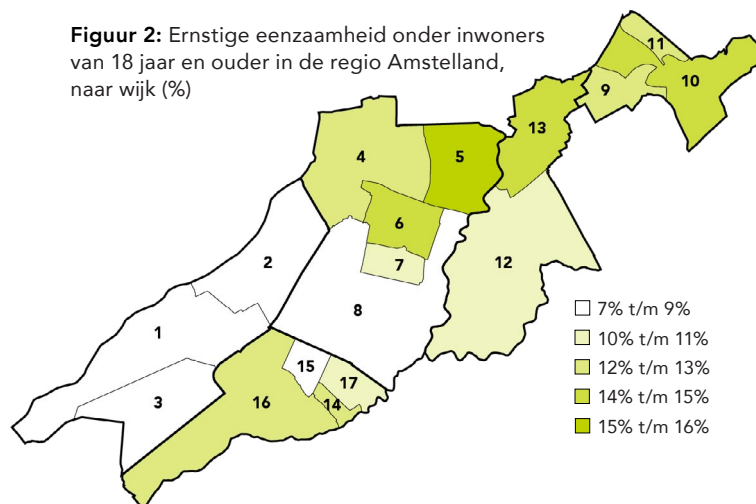 Figuur 2: Ernstige eenzaamheid onder inwoners
van 18 jaar en ouder in de regio Amstelland,
naar wijk (%)
11
10
9
13
4
5
6
2
7
12
8
1
15
17
3
16
14
7% t/m 9%
10% t/m 11%
12% t/m 13%
14% t/m 15%
15% t/m 16%